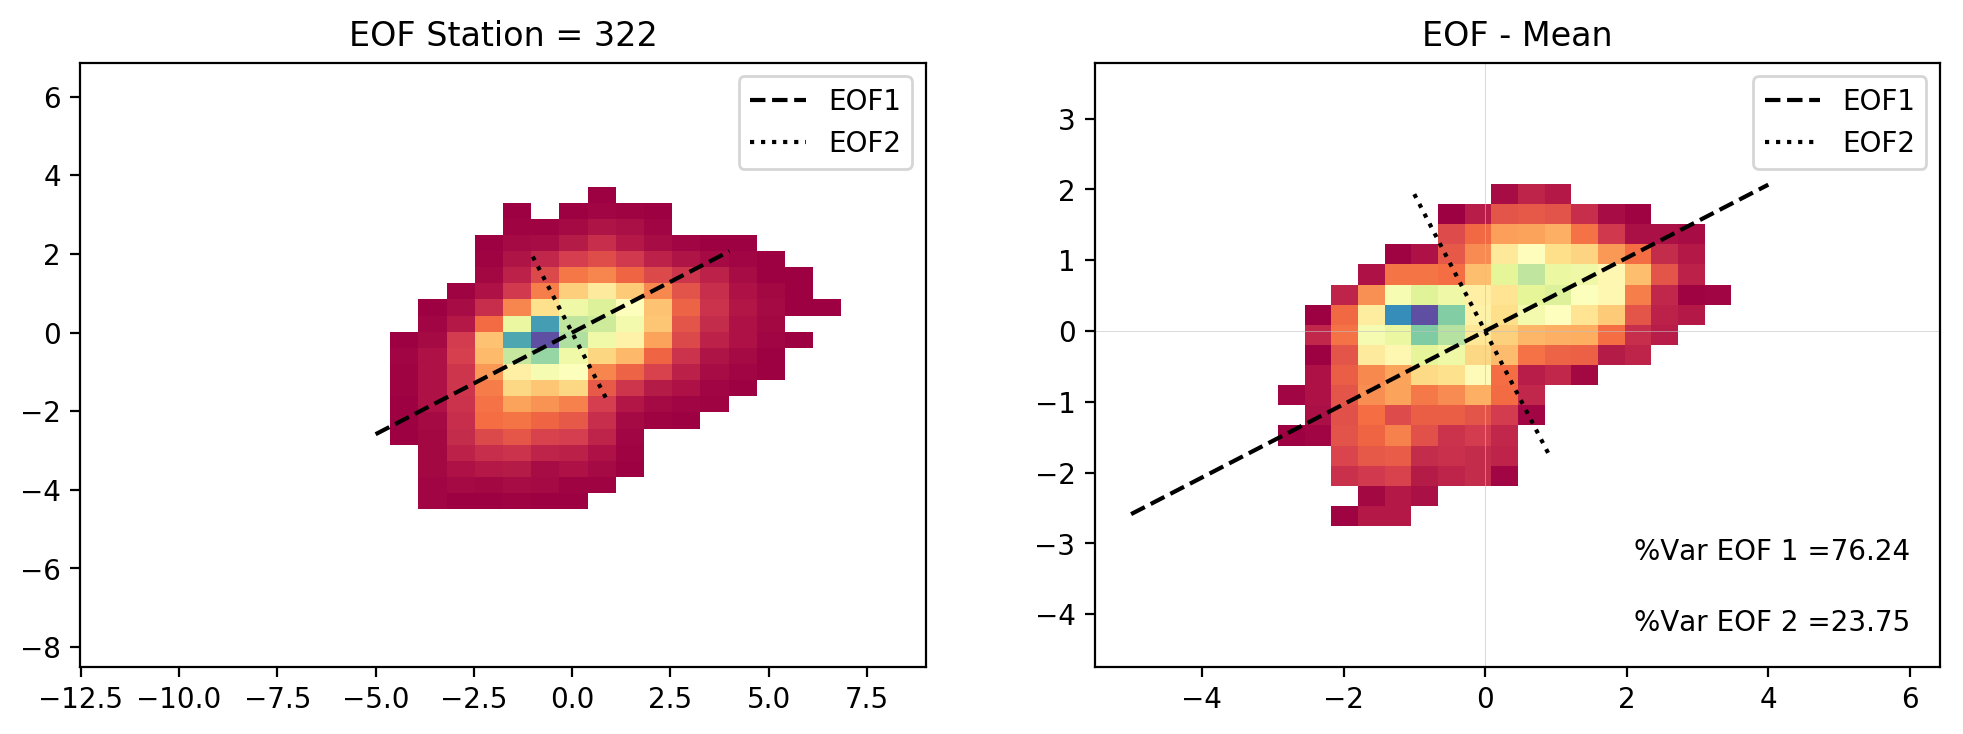 EOF Station = 322
EOF1
EOF2
6
4
2
0
−2
−4
−6
−8
−12.5 −10.0 −7.5 −5.0 −2.5 0.0 2.5 5.0 7.5
EOF - Mean
EOF1
EOF2
3
2
1
0
−1
−2
−3
−4
%Var EOF 1 =76.24
%Var EOF 2 =23.75
−4 −2 0 2 4 6